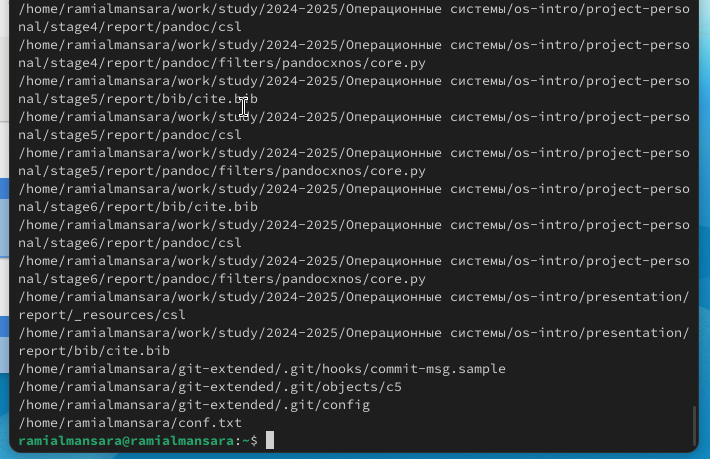 /home/ramialmansara/work/study/2024-2025/Операционные системы/os-intro/project-perso
nal/stage4/report/pandoc/csl
/home/ramialmansara/work/study/2024-2025/Операционные системы/os-intro/project-perso
nal/stage4/report/pandoc/filters/pandocxnos/core.py
/home/ramialmansara/work/study/2024-2025/Операционные системы/os-intro/project-perso
nal/stage5/report/bib/cite.bib
/home/ramialmansara/work/study/2024-2025/Операционные системы/os-intro/project-perso
nal/stage5/report/pandoc/csl
/home/ramialmansara/work/study/2024-2025/Операционные системы/os-intro/project-perso
nal/stage5/report/pandoc/filters/pandocxnos/core.py
/home/ramialmansara/work/study/2024-2025/Операционные системы/os-intro/project-perso
nal/stage6/report/bib/cite.bib
/home/ramialmansara/work/study/2024-2025/Операционные системы/os-intro/project-perso
nal/stage6/report/pandoc/csl
/home/ramialmansara/work/study/2024-2025/Операционные системы/os-intro/project-perso
nal/stage6/report/pandoc/filters/pandocxnos/core.py
/home/ramialmansara/work/study/2024-2025/Операционные системы/os-intro/presentation/
report/_resources/csl
/home/ramialmansara/work/study/2024-2025/Операционные системы/os-intro/presentation/
report/bib/cite.bib
/home/ramialmansara/git-extended/.git/hooks/commit-msg.sample
/home/ramialmansara/git-extended/.git/objects/c5
/home/ramialmansara/git-extended/.git/config
/home/ramialmansara/conf.txt
ramialmansara@ramialmansara:~$